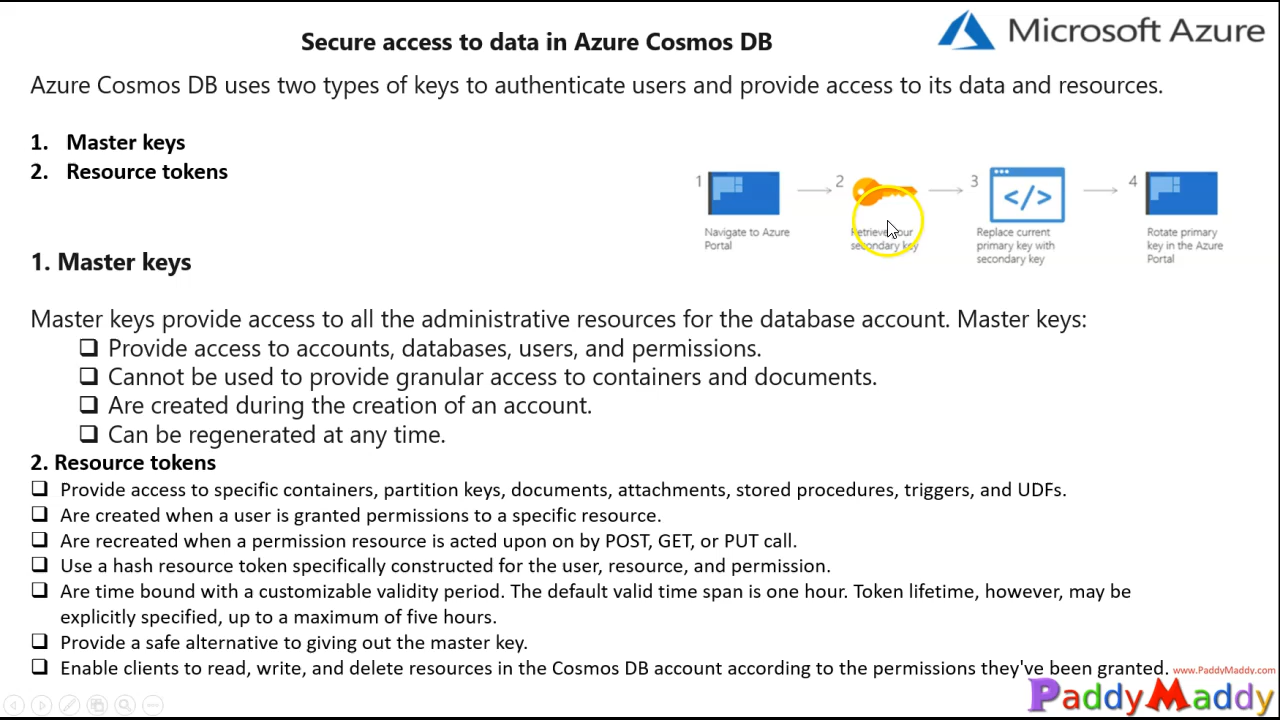 Secure access to data in Azure Cosmos DB
Microsoft Azure
Azure Cosmos DB uses two types of keys to authenticate users and provide access to its data and resources.
1. Master keys
2. Resource tokens
1
2
3
</>
4
Navigate to Azure
Portal
Retrieve your
secondary key
Replace current
primary key with
secondary key
Rotate primary
key in the Azure
Portal
1. Master keys
Master keys provide access to all the administrative resources for the database account. Master keys:
Provide access to accounts, databases, users, and permissions.
Cannot be used to provide granular access to containers and documents.
Are created during the creation of an account.
Can be regenerated at any time.
2. Resource tokens
Provide access to specific containers, partition keys, documents, attachments, stored procedures, triggers, and UDFs.
Are created when a user is granted permissions to a specific resource.
Are recreated when a permission resource is acted upon on by POST, GET, or PUT call.
Use a hash resource token specifically constructed for the user, resource, and permission.
Are time bound with a customizable validity period. The default valid time span is one hour. Token lifetime, however, may be
explicitly specified, up to a maximum of five hours.
Provide a safe alternative to giving out the master key.
Enable clients to read, write, and delete resources in the Cosmos DB account according to the permissions they've been granted.
www.PaddyMaddy.com
PaddyMaddy